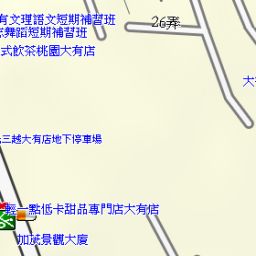 有文理語文短期補習班
舞蹈短期補習班
式飲茶桃園大有店
26弄
大
三越大有店地下停車場
輕一點低卡甜品專門店大有店
加茂景觀大廈